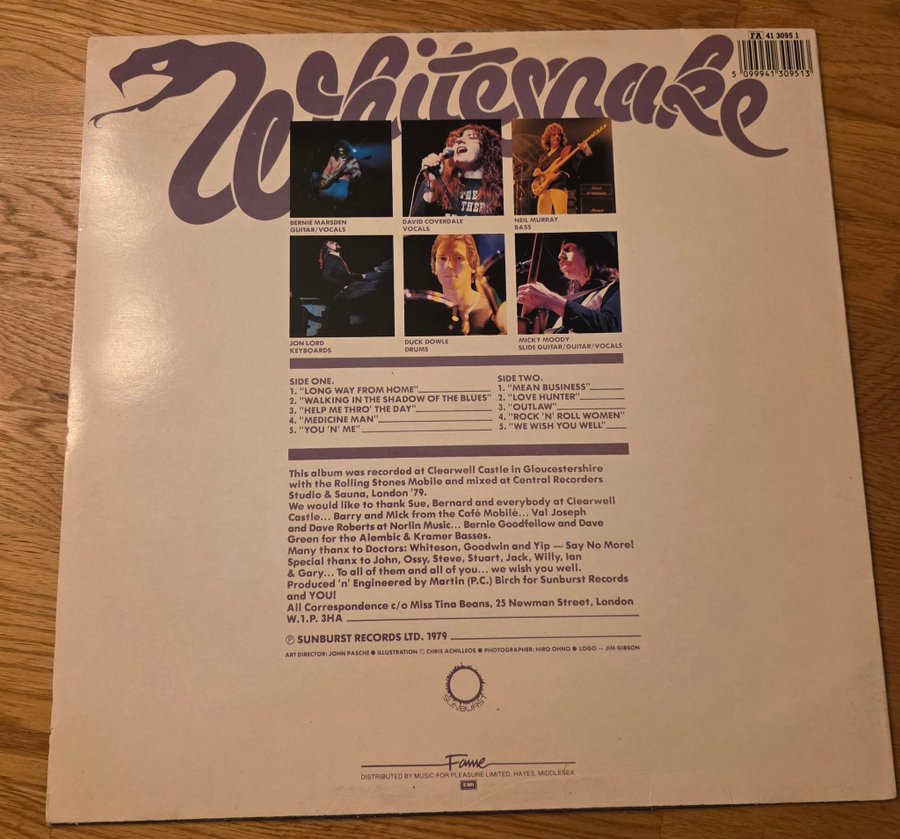 Whitesnake
FA 41 3095 1
5 099941 309513
BERNIE MARSDEN
GUITAR/VOCALS
DAVID COVERDALE
VOCALS
NEIL MURRAY
BASS
JON LORD
KEYBOARDS
DUCK DOWLE
DRUMS
MICKY MOODY
SLIDE GUITAR/GUITAR/VOCALS
SIDE ONE.
1. "LONG WAY FROM HOME"
2. "WALKING IN THE SHADOW OF THE BLUES"
3. "HELP ME THRO' THE DAY"
4. "MEDICINE MAN"
5. "YOU 'N' ME"
SIDE TWO.
1. "MEAN BUSINESS"
2. "LOVE HUNTER"
3. "OUTLAW"
4. "ROCK 'N' ROLL WOMEN"
5. "WE WISH YOU WELL"
This album was recorded at Clearwell Castle in Gloucestershire
with the Rolling Stones Mobile and mixed at Central Recorders
Studio & Sauna, London '79.
We would like to thank Sue, Bernard and everybody at Clearwell
Castle... Barry and Mick from the Café Mobilé... Val Joseph
and Dave Roberts at Norlin Music... Bernie Goodfellow and Dave
Green for the Alembic & Kramer Basses.
Many thanx to Doctors: Whiteson, Goodwin and Yip — Say No More!
Special thanx to John, Ossy, Steve, Stuart, Jack, Willy, Ian
& Gary... To all of them and all of you... we wish you well.
Produced 'n' Engineered by Martin (P.C.) Birch for Sunburst Records
and YOU!
All Correspondence c/o Miss Tina Beans, 25 Newman Street, London
W.1.P. 3HA
Ⓟ SUNBURST RECORDS LTD. 1979
ART DIRECTOR: JOHN PASCHE ● ILLUSTRATION © CHRIS ACHILLEOS ● PHOTOGRAPHER: HIRO OHNO ● LOGO — JIM GIBSON
SUNBURST
Fame
DISTRIBUTED BY MUSIC FOR PLEASURE LIMITED, HAYES, MIDDLESEX
EMI